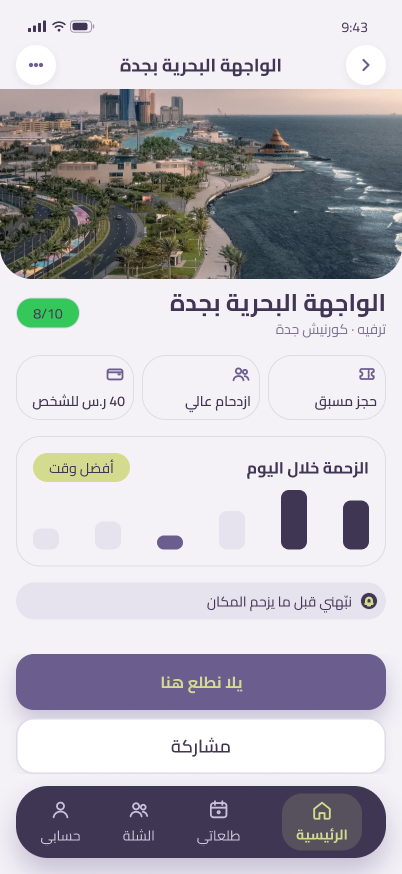 9:43
الواجهة البحرية بجدة
الواجهة البحرية بجدة
8/10
ترفيه · كورنيش جدة
حجز مسبق
ازدحام عالي
40 ر.س للشخص
الزحمة خلال اليوم
أفضل وقت
نبّهني قبل ما يزحم المكان
يلا نطلع هنا
مشاركة
الرئيسية
طلعاتي
الشلة
حسابي